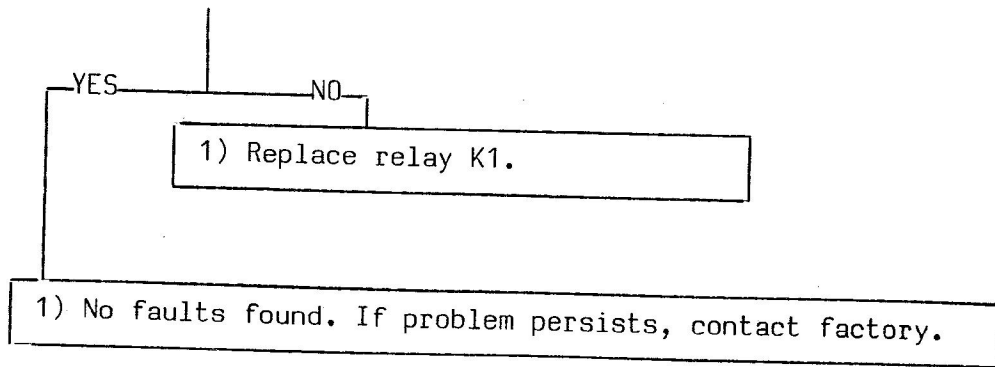 YES NO
1) Replace relay K1.
1) No faults found. If problem persists, contact factory.